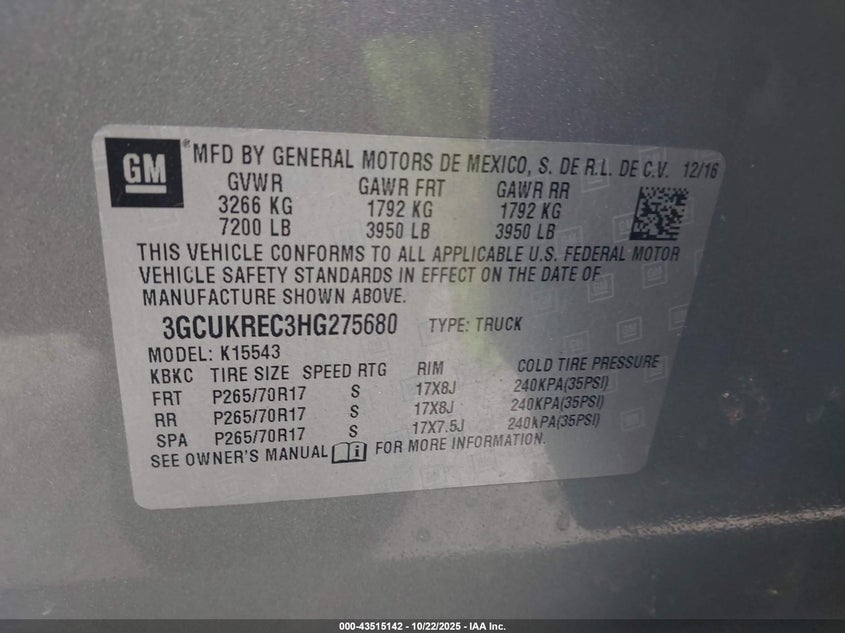 GM
® MFD BY GENERAL MOTORS DE MEXICO, S. DE R.L. DE C.V. 12/16
GVWR GAWR FRT GAWR RR
3266 KG 1792 KG 1792 KG
7200 LB 3950 LB 3950 LB
THIS VEHICLE CONFORMS TO ALL APPLICABLE U.S. FEDERAL MOTOR
VEHICLE SAFETY STANDARDS IN EFFECT ON THE DATE OF
MANUFACTURE SHOWN ABOVE.
3GCUKREC3HG275680 TYPE: TRUCK
MODEL: K15543
KBKC TIRE SIZE SPEED RTG RIM COLD TIRE PRESSURE
FRT P265/70R17 S 17X8J 240KPA(35PSI)
RR P265/70R17 S 17X8J 240KPA(35PSI)
SPA P265/70R17 S 17X7.5J 240KPA(35PSI)
SEE OWNER'S MANUAL i FOR MORE INFORMATION.
000-43515142 - 10/22/2025 - IAA Inc.